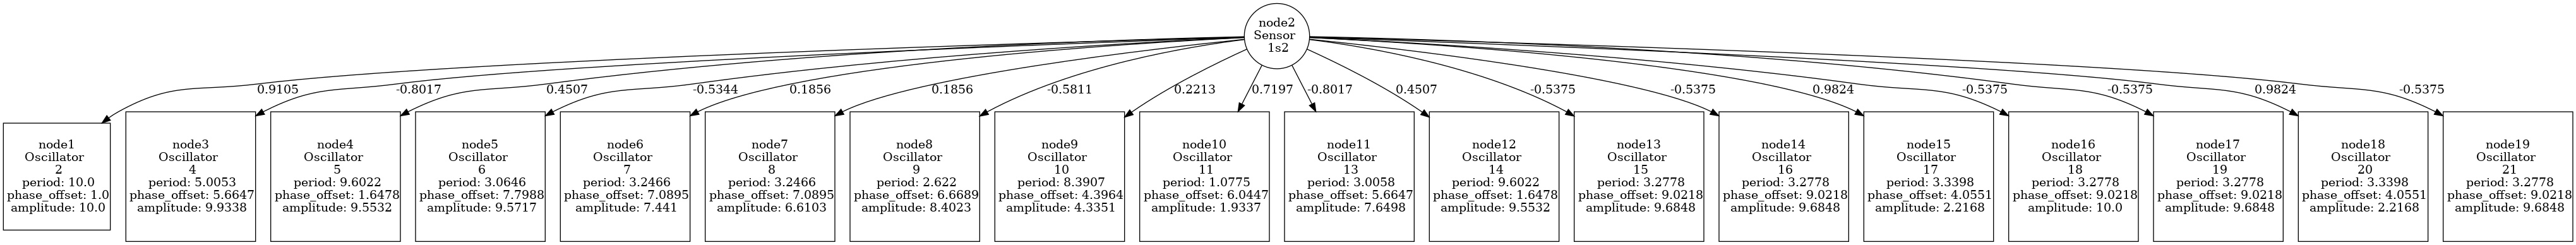 node2
Sensor
1s2
0.9105
-0.8017
0.4507
-0.5344
0.1856
0.1856
-0.5811
0.2213
0.7197
-0.8017
0.4507
-0.5375
-0.5375
0.9824
-0.5375
-0.5375
0.9824
-0.5375
node1
Oscillator
2
period: 10.0
phase_offset: 1.0
amplitude: 10.0
node3
Oscillator
4
period: 5.0053
phase_offset: 5.6647
amplitude: 9.9338
node4
Oscillator
5
period: 9.6022
phase_offset: 1.6478
amplitude: 9.5532
node5
Oscillator
6
period: 3.0646
phase_offset: 7.7988
amplitude: 9.5717
node6
Oscillator
7
period: 3.2466
phase_offset: 7.0895
amplitude: 7.441
node7
Oscillator
8
period: 3.2466
phase_offset: 7.0895
amplitude: 6.6103
node8
Oscillator
9
period: 2.622
phase_offset: 6.6689
amplitude: 8.4023
node9
Oscillator
10
period: 8.3907
phase_offset: 4.3964
amplitude: 4.3351
node10
Oscillator
11
period: 1.0775
phase_offset: 6.0447
amplitude: 1.9337
node11
Oscillator
13
period: 3.0058
phase_offset: 5.6647
amplitude: 7.6498
node12
Oscillator
14
period: 9.6022
phase_offset: 1.6478
amplitude: 9.5532
node13
Oscillator
15
period: 3.2778
phase_offset: 9.0218
amplitude: 9.6848
node14
Oscillator
16
period: 3.2778
phase_offset: 9.0218
amplitude: 9.6848
node15
Oscillator
17
period: 3.3398
phase_offset: 4.0551
amplitude: 2.2168
node16
Oscillator
18
period: 3.2778
phase_offset: 9.0218
amplitude: 10.0
node17
Oscillator
19
period: 3.2778
phase_offset: 9.0218
amplitude: 9.6848
node18
Oscillator
20
period: 3.3398
phase_offset: 4.0551
amplitude: 2.2168
node19
Oscillator
21
period: 3.2778
phase_offset: 9.0218
amplitude: 9.6848